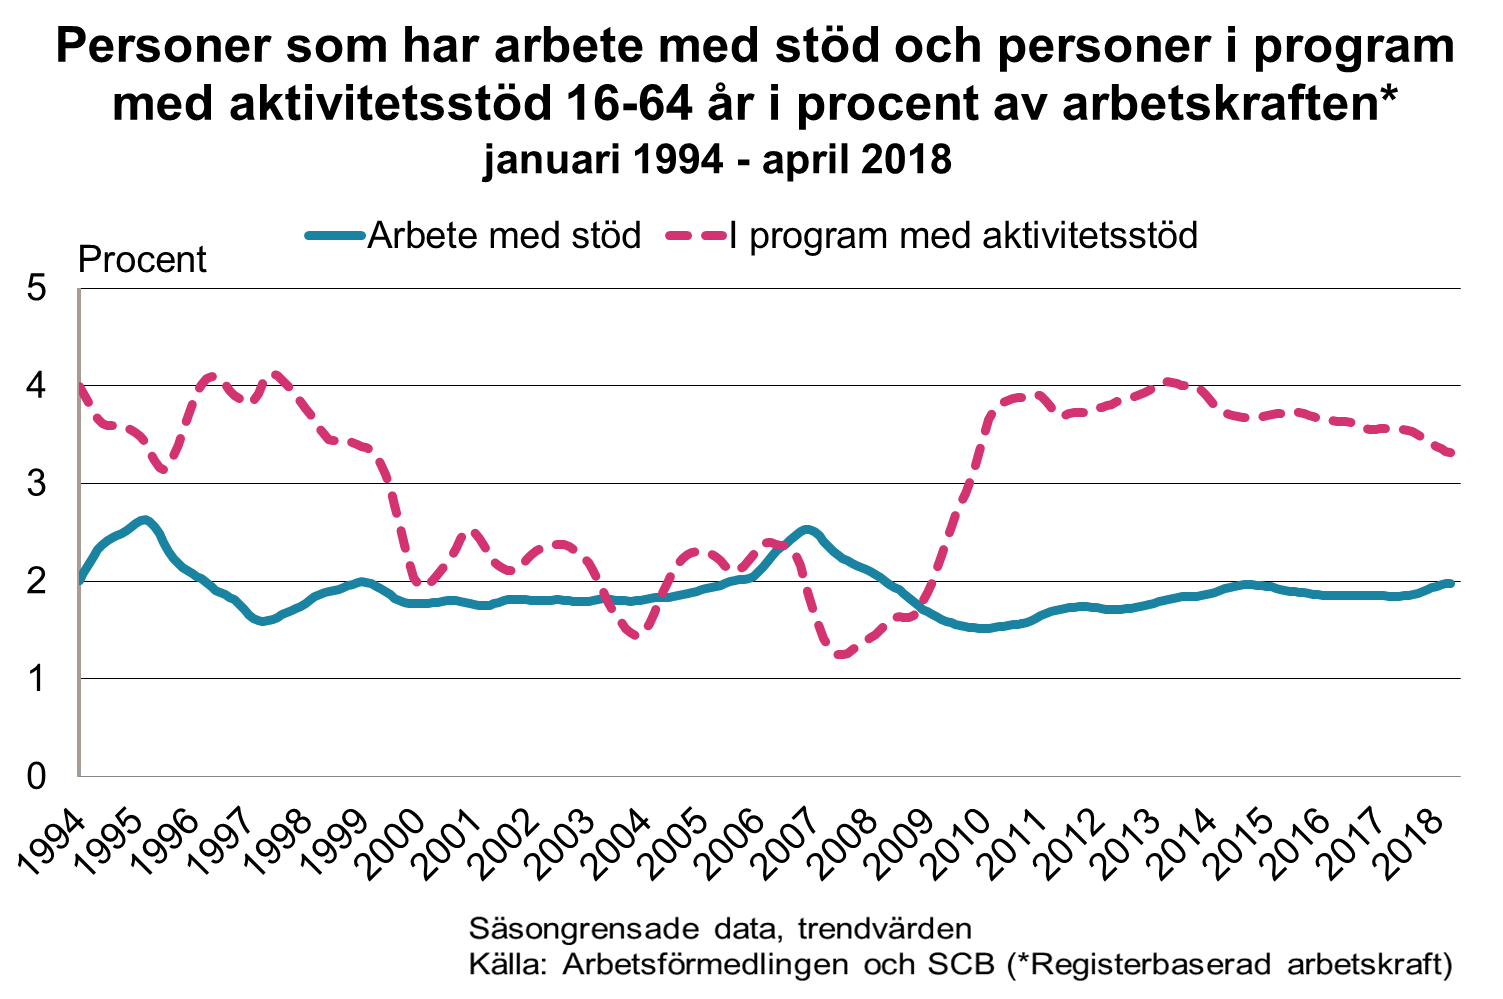 Personer som har arbete med stöd och personer i program
med aktivitetsstöd 16-64 år i procent av arbetskraften*
januari 1994 - april 2018
Arbete med stöd I program med aktivitetsstöd
Procent
5
4
3
2
1
0
1994 1995 1996 1997 1998 1999 2000 2001 2002 2003 2004 2005 2006 2007 2008 2009 2010 2011 2012 2013 2014 2015 2016 2017 2018
Säsongrensade data, trendvärden
Källa: Arbetsförmedlingen och SCB (*Registerbaserad arbetskraft)